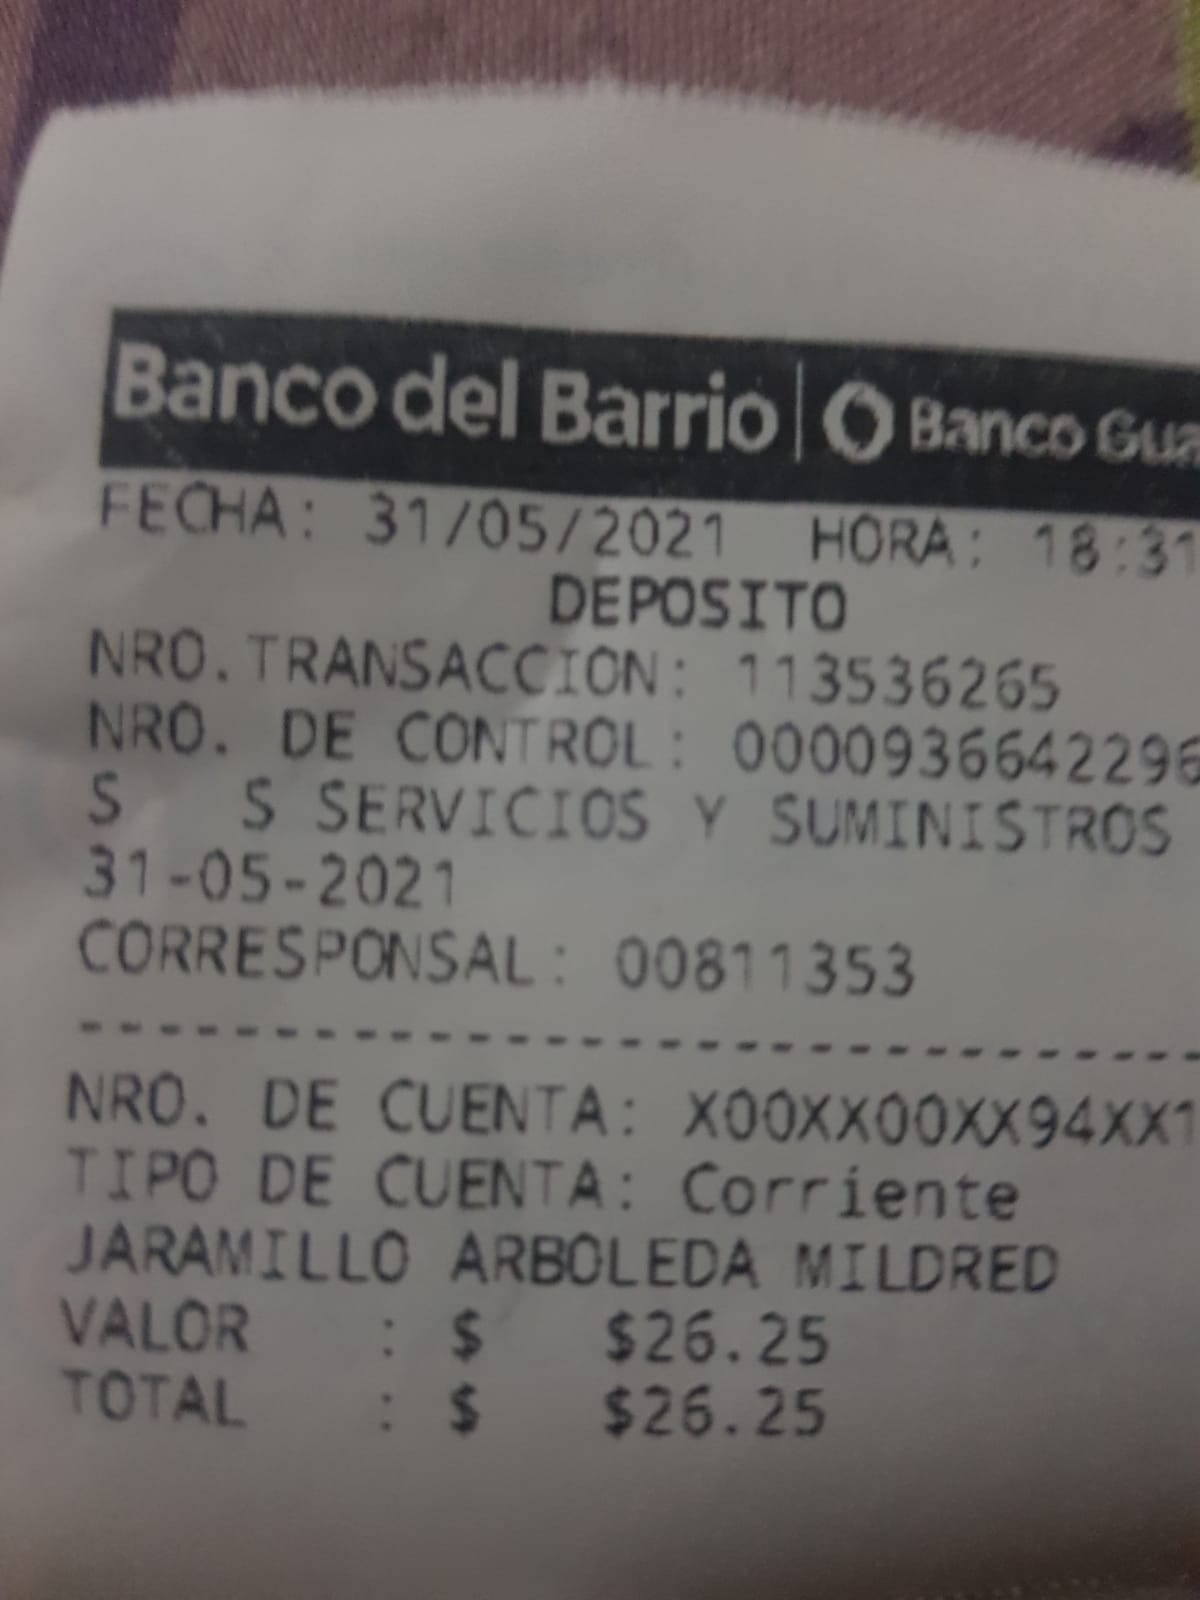 Banco del Barrio | Banco Gua
FECHA: 31/05/2021 HORA: 18:31
DEPOSITO
NRO.TRANSACCION: 113536265
NRO. DE CONTROL: 0000936642296
S S SERVICIOS Y SUMINISTROS
31-05-2021
CORRESPONSAL: 00811353
--------------------------------
NRO. DE CUENTA: X00XX00XX94XX1
TIPO DE CUENTA: Corriente
JARAMILLO ARBOLEDA MILDRED
VALOR : $ $26.25
TOTAL : $ $26.25